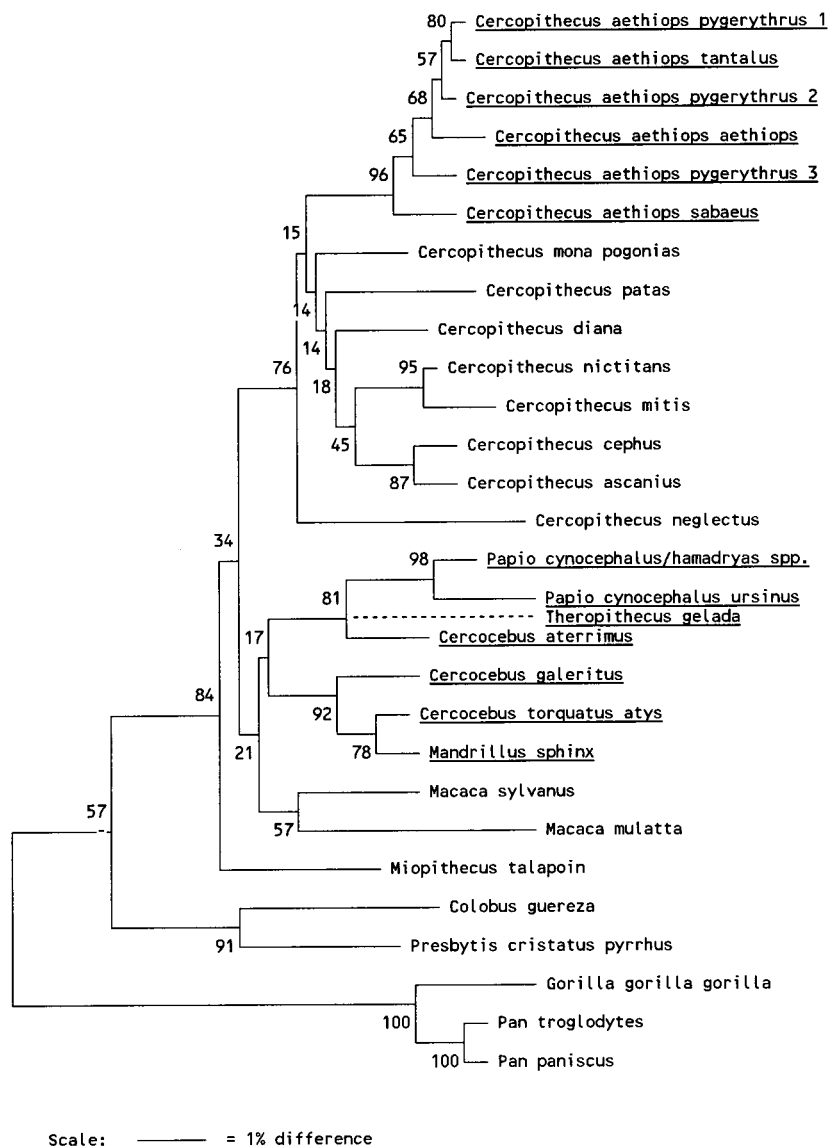 80 Cercopithecus aethiops pygerythrus 1
57 Cercopithecus aethiops tantalus
68 Cercopithecus aethiops pygerythrus 2
65 Cercopithecus aethiops aethiops
96 Cercopithecus aethiops pygerythrus 3
Cercopithecus aethiops sabaeus
15
Cercopithecus mona pogonias
14 Cercopithecus patas
14 Cercopithecus diana
76 18 95 Cercopithecus nictitans
Cercopithecus mitis
45 Cercopithecus cephus
87 Cercopithecus ascanius
Cercopithecus neglectus
34
98 Papio cynocephalus/hamadryas spp.
81 Papio cynocephalus ursinus
Theropithecus gelada
17 Cercocebus aterrimus
Cercocebus galeritus
84 92 Cercocebus torquatus atys
21 78 Mandrillus sphinx
Macaca sylvanus
57 57 Macaca mulatta
Miopithecus talapoin
Colobus guereza
91 Presbytis cristatus pyrrhus
Gorilla gorilla gorilla
100 Pan troglodytes
100 Pan paniscus
Scale: = 1% difference